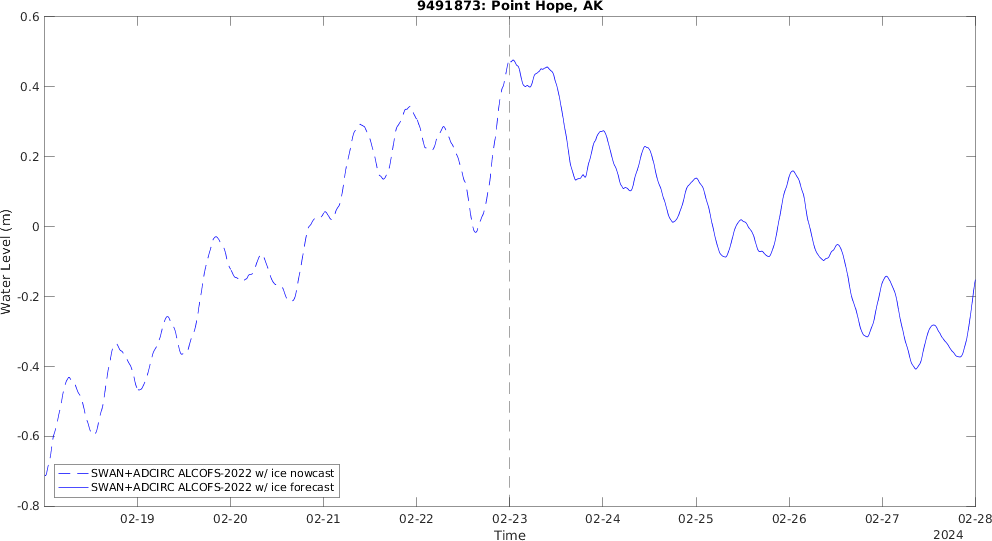 9491873: Point Hope, AK
Water Level (m)
0.6
0.4
0.2
0
-0.2
-0.4
-0.6
-0.8
SWAN+ADCIRC ALCOFS-2022 w/ ice nowcast
SWAN+ADCIRC ALCOFS-2022 w/ ice forecast
02-19 02-20 02-21 02-22 02-23 02-24 02-25 02-26 02-27 02-28
Time
2024